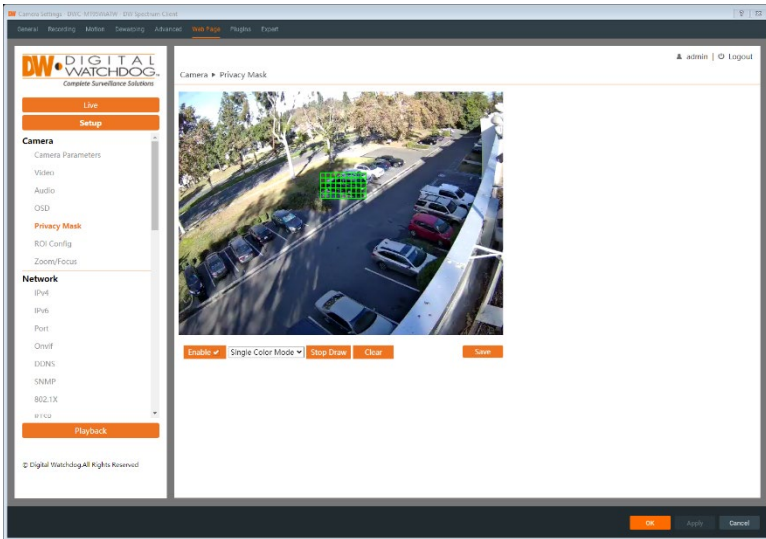 Camera Settings - DWC-
- DW Spectrum Client
General Recording Motion Dewarping Advanced Web Page Plugins Expert
DW DIGITAL WATCHDOG
Complete Surveillance Solutions
admin | Logout
Camera ▸ Privacy Mask
Live
Setup
Camera
Camera Parameters
Video
Audio
OSD
Privacy Mask
ROI Config
Zoom/Focus
Network
IPv4
IPv6
Port
Onvif
DDNS
SNMP
802.1X
RTSP
Playback
© Digital Watchdog.All Rights Reserved
Enable ✔ Single Color Mode Stop Draw Clear Save
OK Apply Cancel